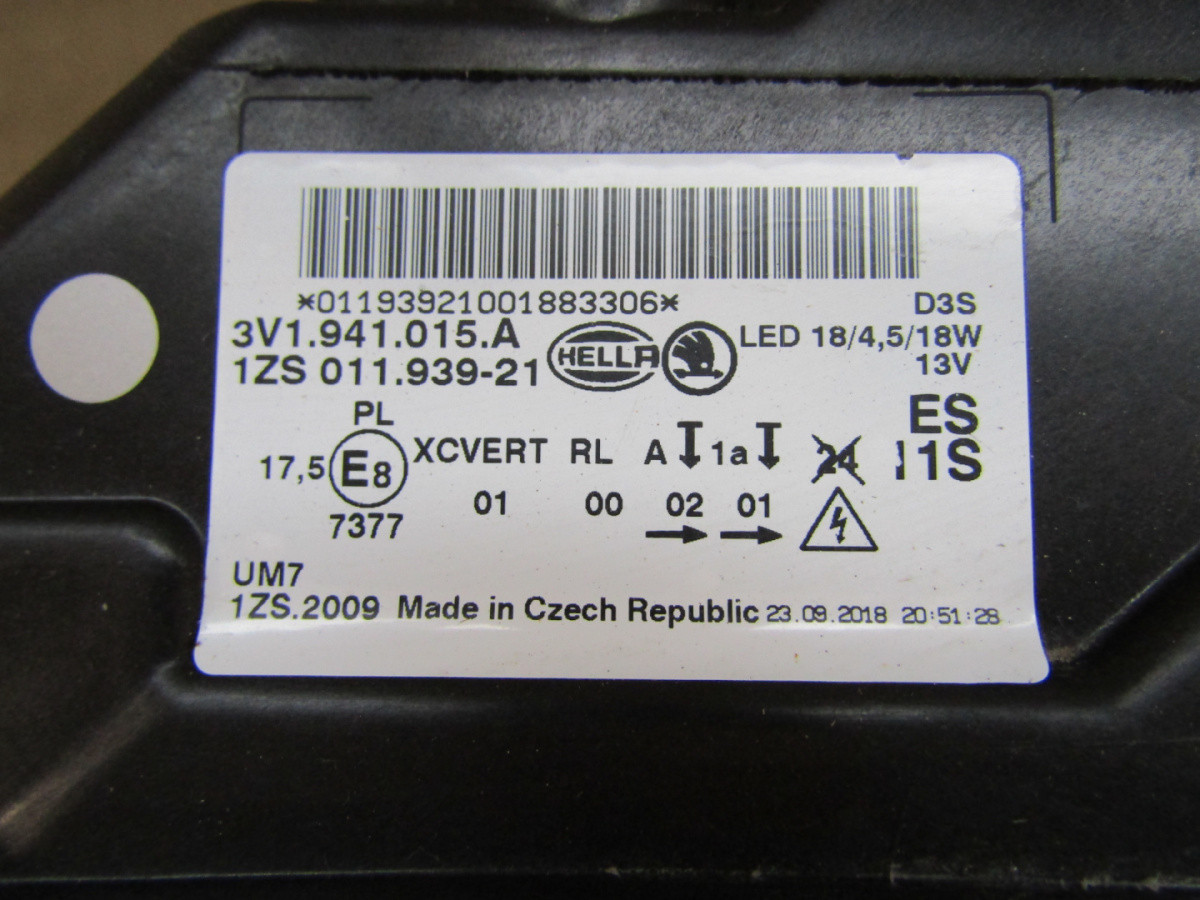 *01193921001883306*
D3S
3V1.941.015.A
HELLA
LED 18/4,5/18W
1ZS 011.939-21
13V
PL
ES
17,5 E8 XCVERT RL A 1a 24 I1S
7377 01 00 02 01
UM7
1ZS.2009 Made in Czech Republic 23.09.2018 20:51:28